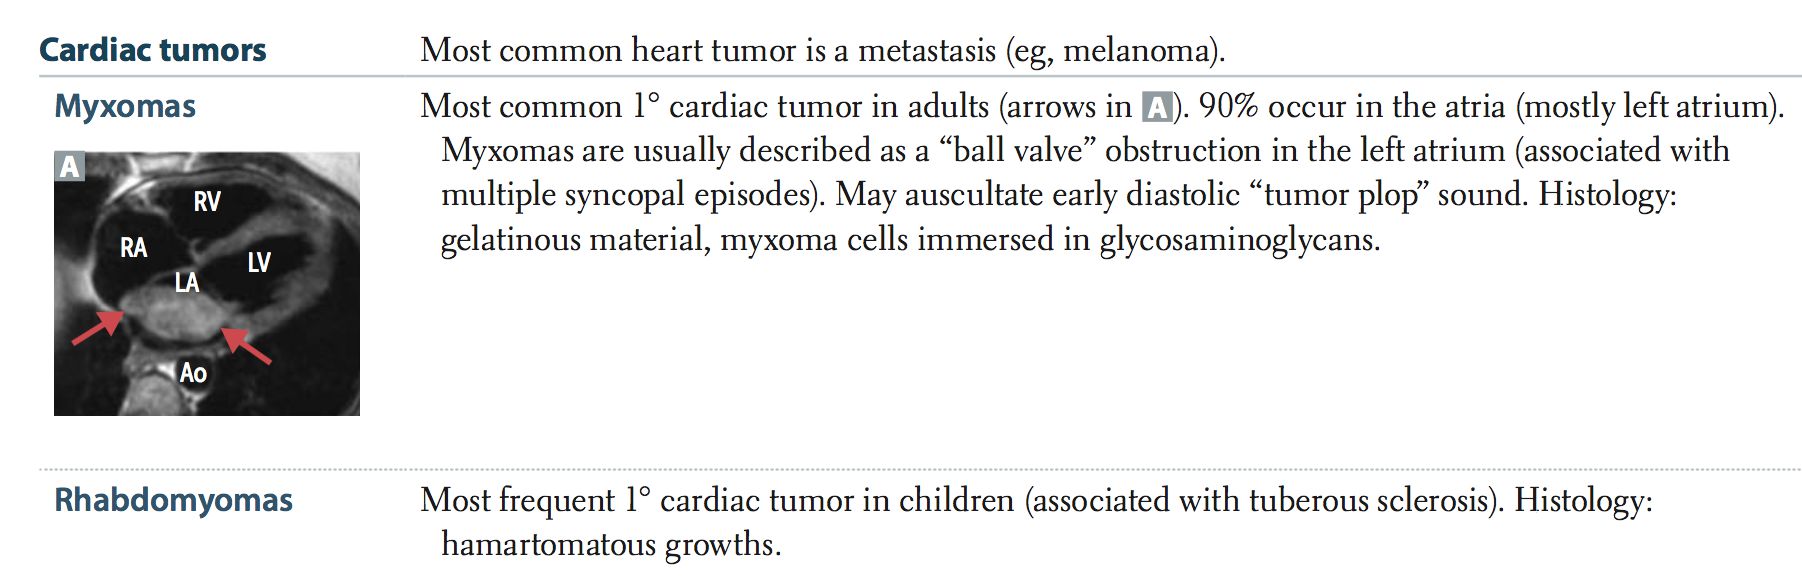 Cardiac tumors Most common heart tumor is a metastasis (eg, melanoma).
Myxomas Most common 1° cardiac tumor in adults (arrows in A). 90% occur in the atria (mostly left atrium).
Myxomas are usually described as a “ball valve” obstruction in the left atrium (associated with
multiple syncopal episodes). May auscultate early diastolic “tumor plop” sound. Histology:
gelatinous material, myxoma cells immersed in glycosaminoglycans.
A
RV
RA
LV
LA
Ao
Rhabdomyomas Most frequent 1° cardiac tumor in children (associated with tuberous sclerosis). Histology:
hamartomatous growths.